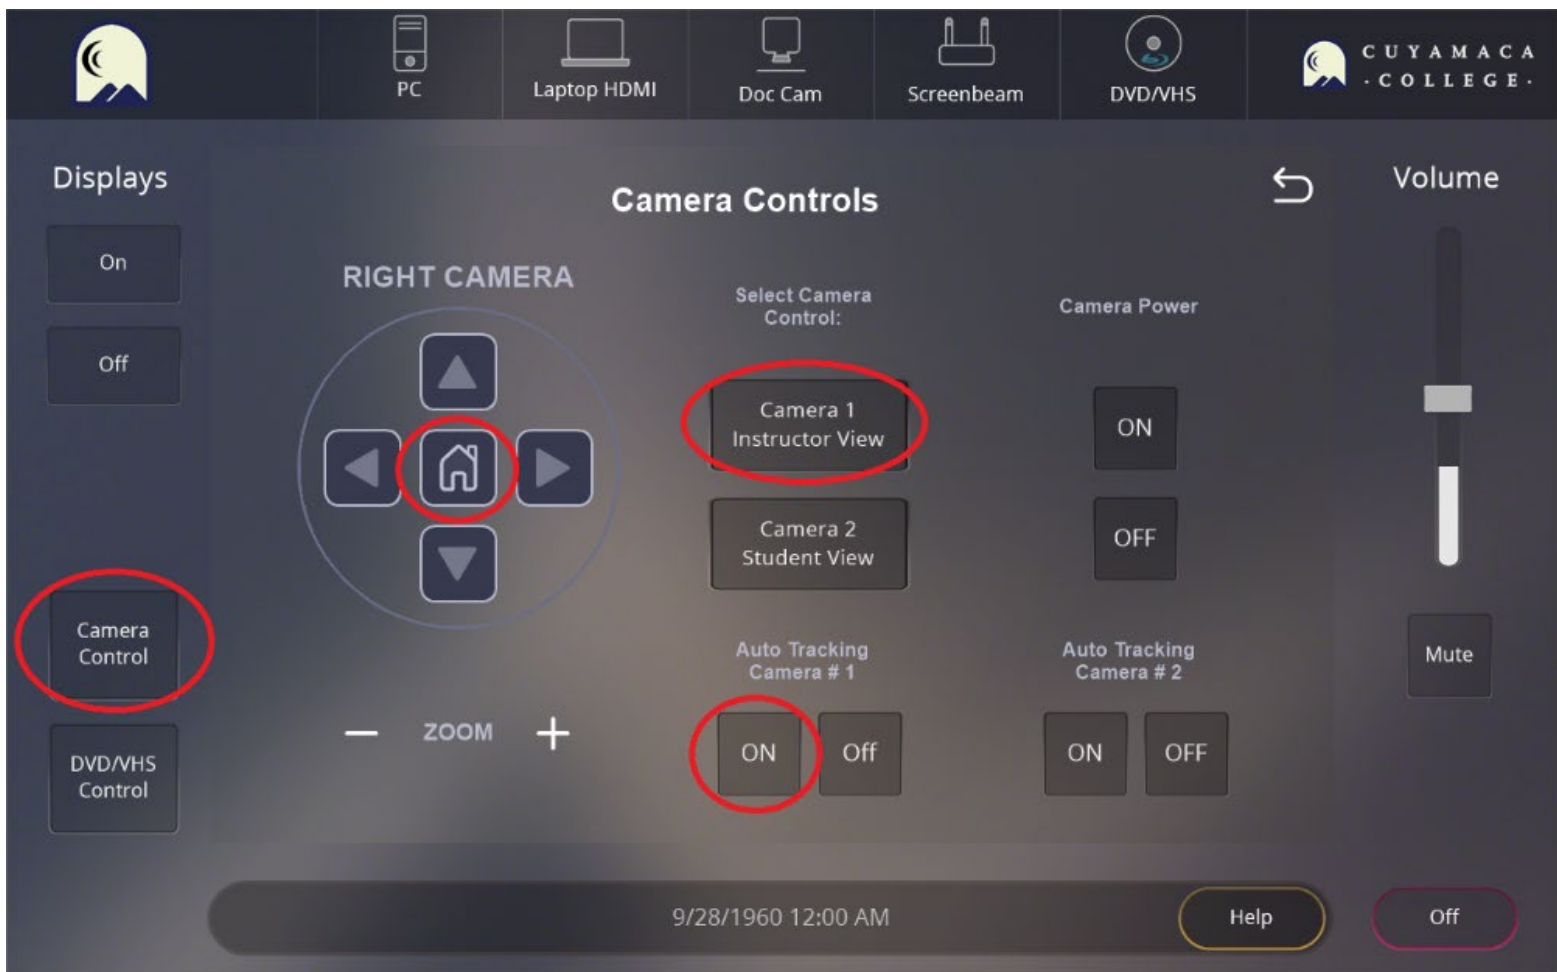 PC
Laptop HDMI
Doc Cam
Screenbeam
DVD/VHS
CUYAMACA
·COLLEGE·
Displays
On
Off
Camera
Control
DVD/VHS
Control
Camera Controls
RIGHT CAMERA
ZOOM
Select Camera
Control:
Camera 1
Instructor View
Camera 2
Student View
Camera Power
ON
OFF
Auto Tracking
Camera # 1
ON
Off
Auto Tracking
Camera # 2
ON
OFF
Volume
Mute
9/28/1960 12:00 AM
Help
Off